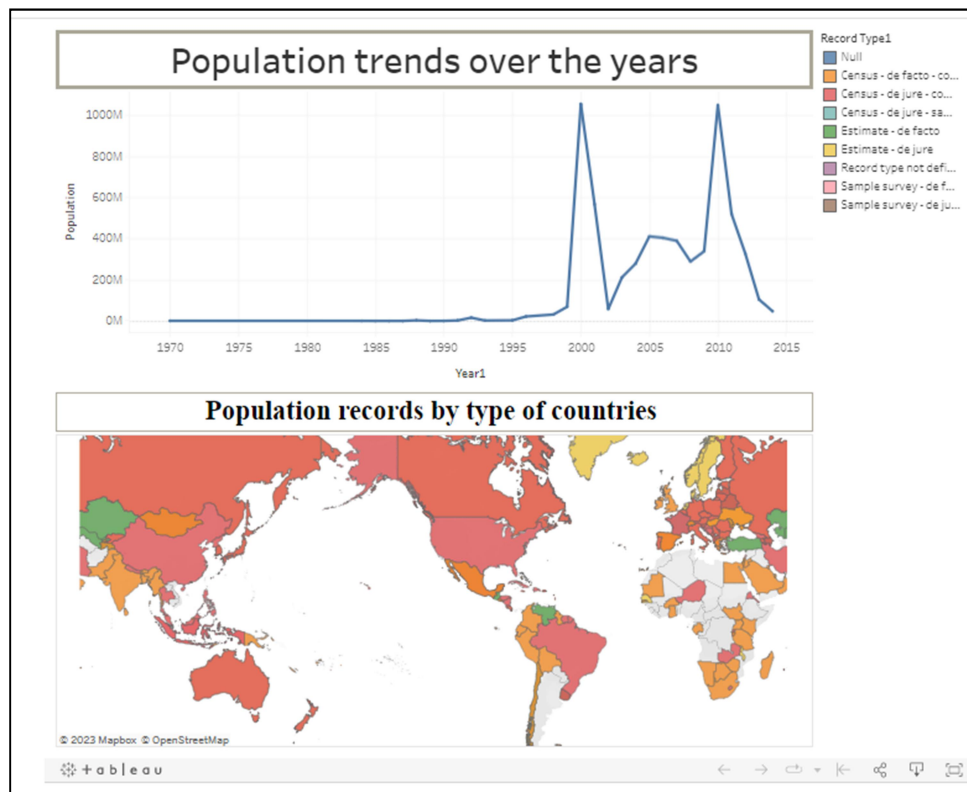 Population trends over the years
Record Type1
Null
Census - de facto - co...
Census - de jure - co...
Census - de jure - sa...
Estimate - de facto
Estimate - de jure
Record type not defi...
Sample survey - de f...
Sample survey - de ju...
1000M
800M
600M
400M
200M
0M
Population
1970 1975 1980 1985 1990 1995 2000 2005 2010 2015
Year1
Population records by type of countries
© 2023 Mapbox © OpenStreetMap
+ a b | e a u